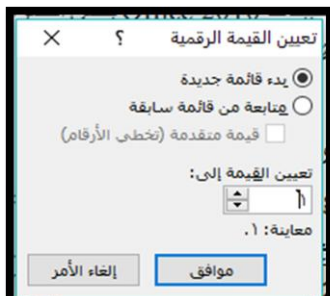 تعيين القيمة الرقمية ؟ ×
بدء قائمة جديدة
متابعة من قائمة سابقة
قيمة متقدمة (تخطي الأرقام)
تعيين القيمة إلى:
١
معاينة: ١.
موافق إلغاء الأمر